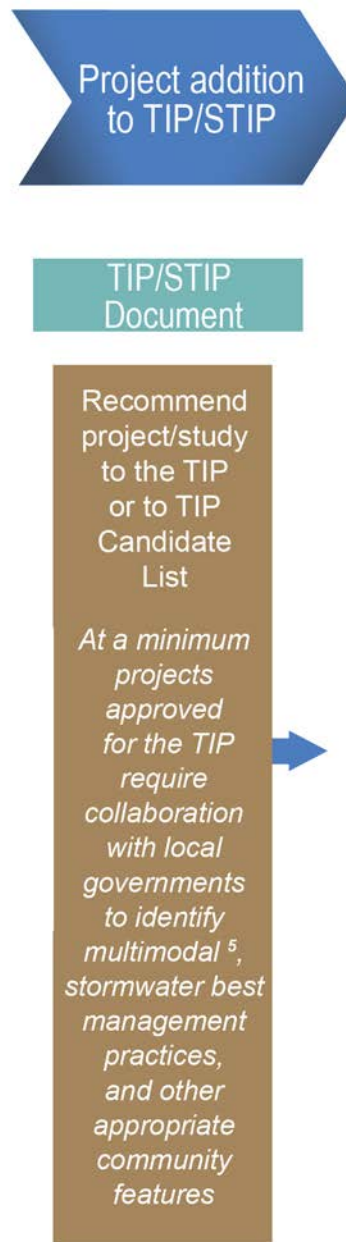 Project addition
to TIP/STIP
TIP/STIP
Document
Recommend
project/study
to the TIP
or to TIP
Candidate
List
At a minimum
projects
approved
for the TIP
require
collaboration
with local
governments
to identify
multimodal ⁵,
stormwater best
management
practices,
and other
appropriate
community
features